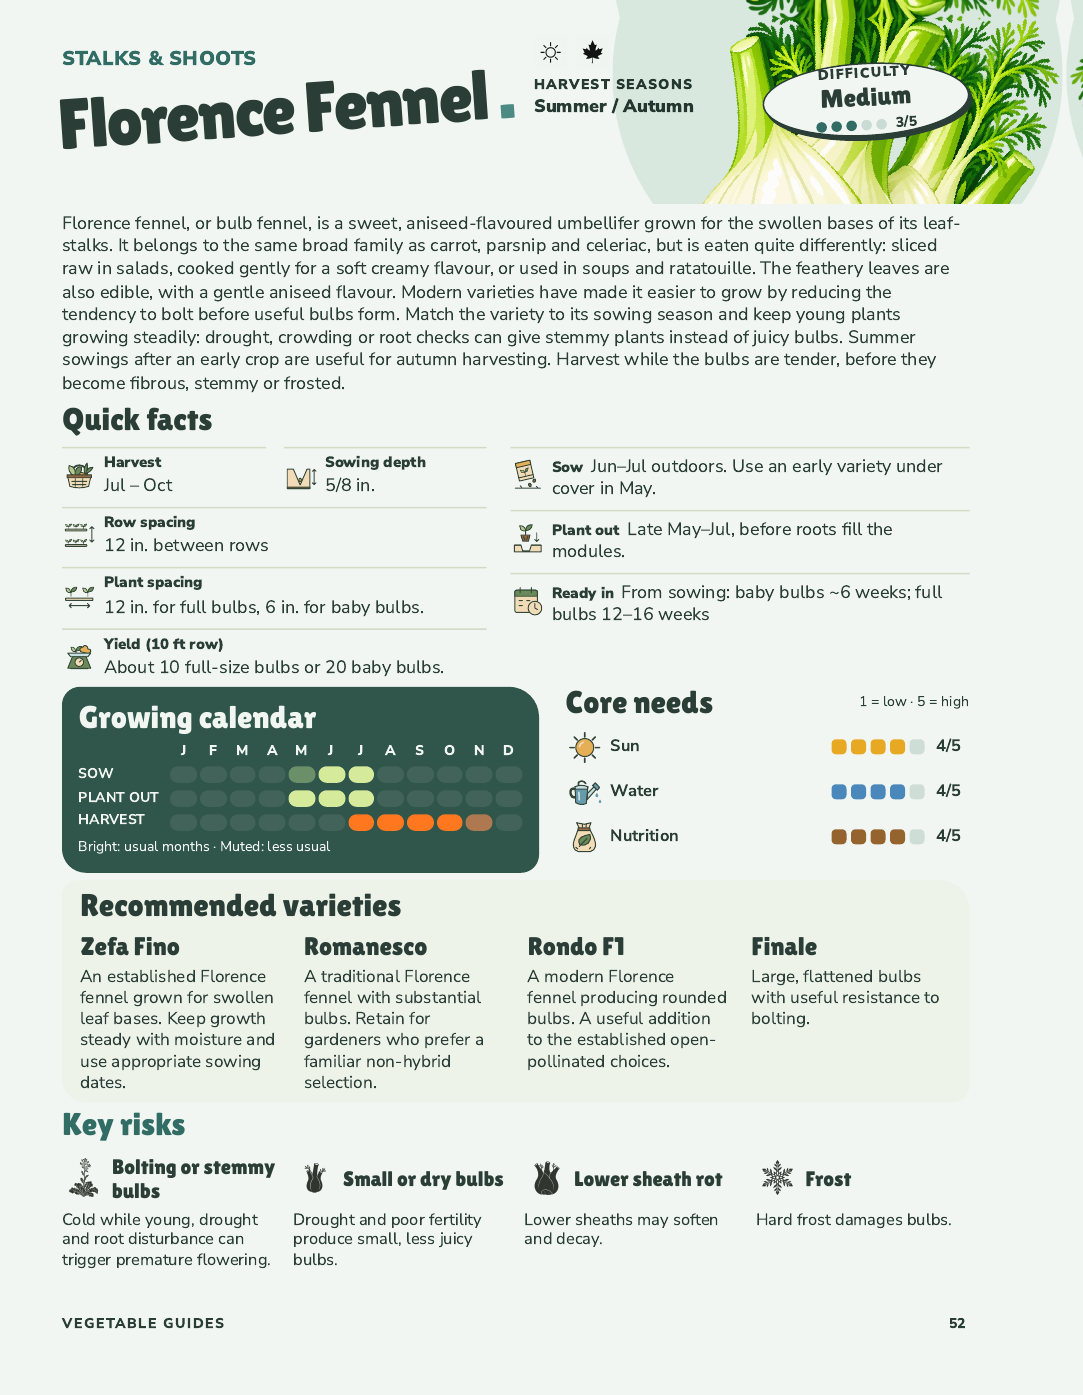 STALKS & SHOOTS
Florence Fennel.
HARVEST SEASONS
Summer / Autumn
DIFFICULTY
Medium
3/5
Florence fennel, or bulb fennel, is a sweet, aniseed-flavoured umbellifer grown for the swollen bases of its leaf-
stalks. It belongs to the same broad family as carrot, parsnip and celeriac, but is eaten quite differently: sliced
raw in salads, cooked gently for a soft creamy flavour, or used in soups and ratatouille. The feathery leaves are
also edible, with a gentle aniseed flavour. Modern varieties have made it easier to grow by reducing the
tendency to bolt before useful bulbs form. Match the variety to its sowing season and keep young plants
growing steadily: drought, crowding or root checks can give stemmy plants instead of juicy bulbs. Summer
sowings after an early crop are useful for autumn harvesting. Harvest while the bulbs are tender, before they
become fibrous, stemmy or frosted.
Quick facts
Harvest
Jul – Oct
Sowing depth
5/8 in.
Row spacing
12 in. between rows
Plant spacing
12 in. for full bulbs, 6 in. for baby bulbs.
Yield (10 ft row)
About 10 full-size bulbs or 20 baby bulbs.
Sow Jun–Jul outdoors. Use an early variety under
cover in May.
Plant out Late May–Jul, before roots fill the
modules.
Ready in From sowing: baby bulbs ~6 weeks; full
bulbs 12–16 weeks
Growing calendar
J F M A M J J A S O N D
SOW
PLANT OUT
HARVEST
Bright: usual months · Muted: less usual
Core needs
1 = low · 5 = high
Sun 4/5
Water 4/5
Nutrition 4/5
Recommended varieties
Zefa Fino
An established Florence
fennel grown for swollen
leaf bases. Keep growth
steady with moisture and
use appropriate sowing
dates.
Romanesco
A traditional Florence
fennel with substantial
bulbs. Retain for
gardeners who prefer a
familiar non-hybrid
selection.
Rondo F1
A modern Florence
fennel producing rounded
bulbs. A useful addition
to the established open-
pollinated choices.
Finale
Large, flattened bulbs
with useful resistance to
bolting.
Key risks
Bolting or stemmy
bulbs
Cold while young, drought
and root disturbance can
trigger premature flowering.
Small or dry bulbs
Drought and poor fertility
produce small, less juicy
bulbs.
Lower sheath rot
Lower sheaths may soften
and decay.
Frost
Hard frost damages bulbs.
VEGETABLE GUIDES
52